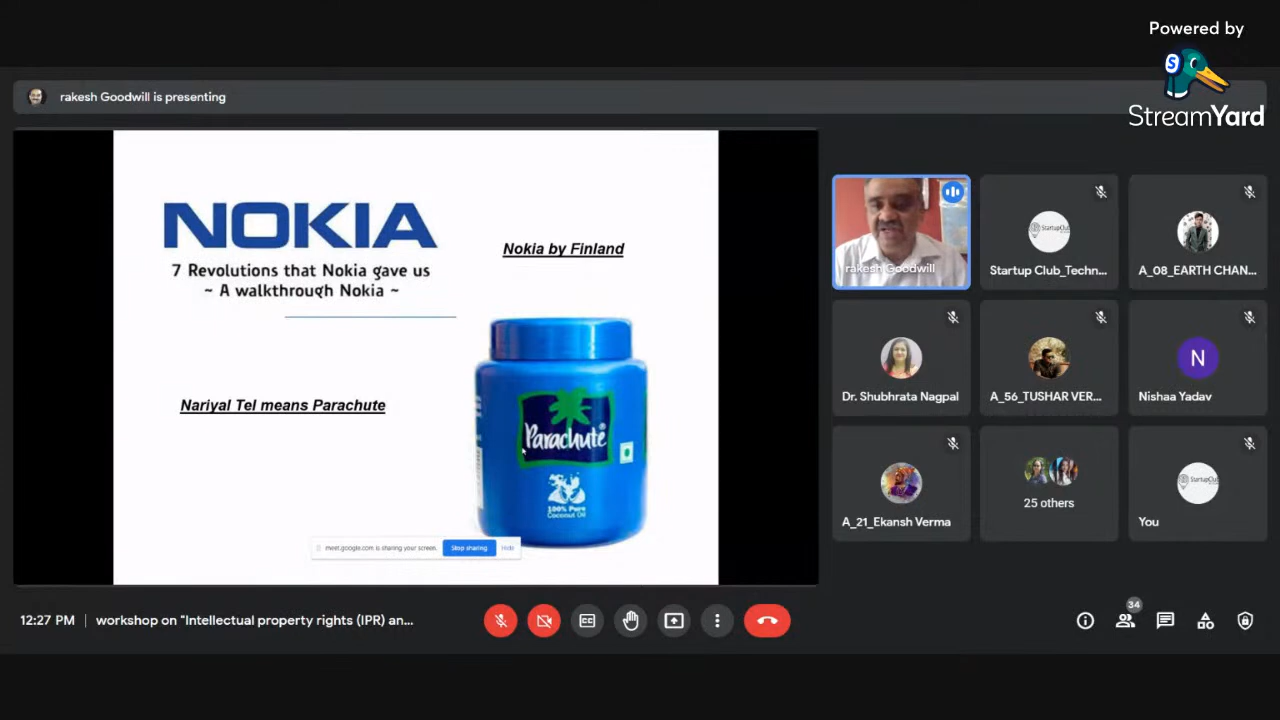 Powered by
StreamYard
rakesh Goodwill is presenting
NOKIA
7 Revolutions that Nokia gave us
~ A walkthrough Nokia ~
Nokia by Finland
Nariyal Tel means Parachute
Parachute®
100% Pure
Coconut Oil
meet.google.com is sharing your screen.
Stop sharing
Hide
rakesh Goodwill
Startup Club_Techn...
A_08_EARTH CHAN...
Dr. Shubhrata Nagpal
A_56_TUSHAR VER...
N
Nishaa Yadav
A_21_Ekansh Verma
25 others
StartupClub
You
12:27 PM
workshop on "Intellectual property rights (IPR) an...
34